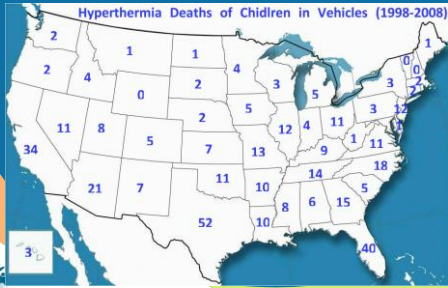 Hyperthermia Deaths of Chidlren in Vehicles (1998-2008)
2 1 1 4 1
2 4 0 2 3 5 3 0 0 2 2
11 8 5 2 5 12 4 11 3 12 1
34 7 13 9 1 11
21 7 11 10 14 18
52 10 8 6 15 5
3 40